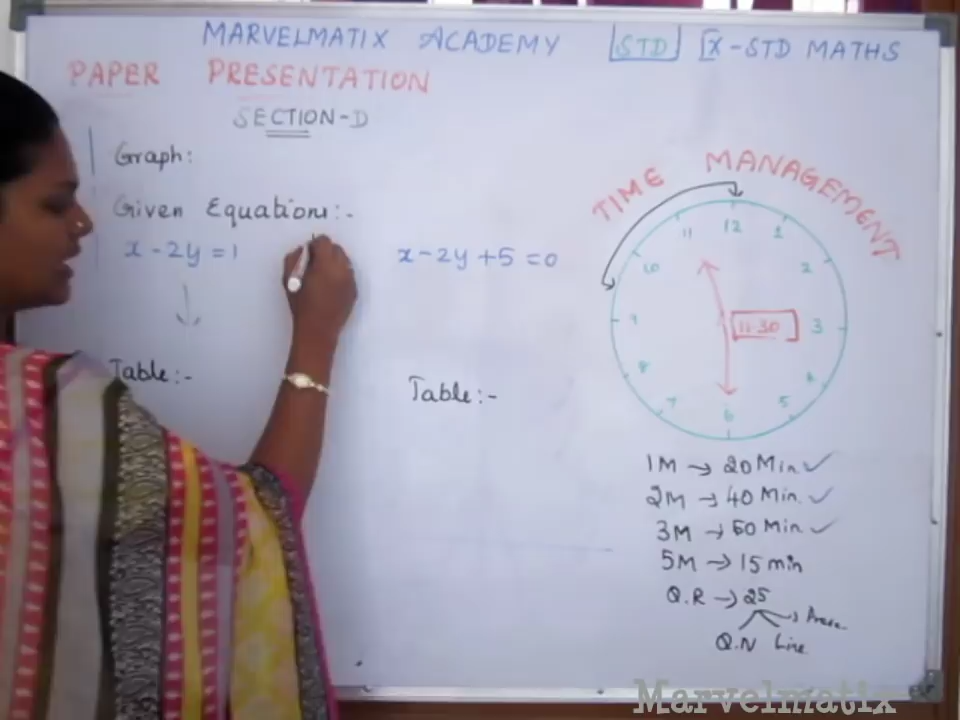 MARVELMATIX ACADEMY STD X-STD MATHS
PAPER PRESENTATION
SECTION-D
Graph:
Given Equations:-
x - 2y = 1
x - 2y + 5 = 0
Table:-
Table:-
TIME MANAGEMENT
12
1
2
3
4
5
6
7
8
9
10
11
11.30
1M → 20 Min ✓
2M → 40 Min. ✓
3M → 60 Min ✓
5M → 15 min
Q.R → 25
Q.N Line
Marvelmatix